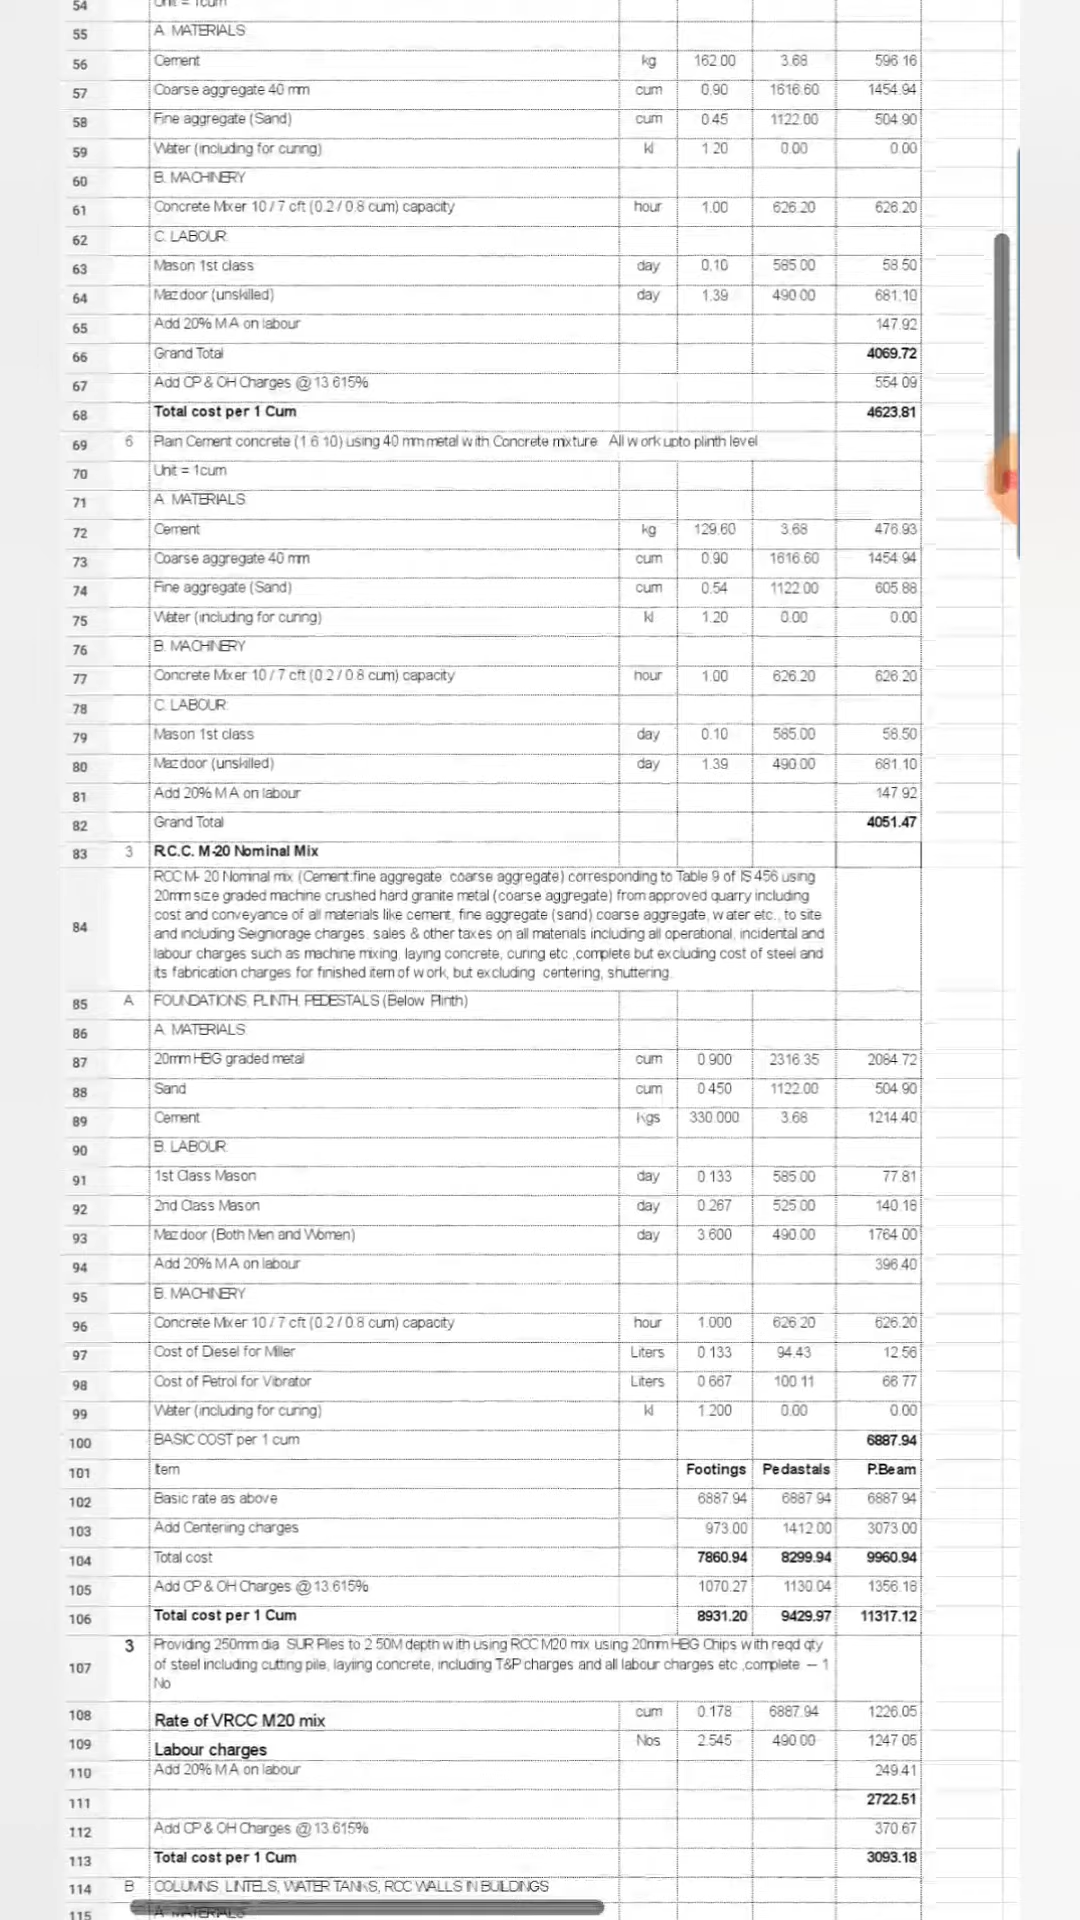 54 Unit = 1cum
55 A. MATERIALS
56 Cement kg 162.00 3.68 596.16
57 Coarse aggregate 40 mm cum 0.90 1616.60 1454.94
58 Fine aggregate (Sand) cum 0.45 1122.00 504.90
59 Water (including for curing) kl 1.20 0.00 0.00
60 B. MACHINERY
61 Concrete Mixer 10 / 7 cft (0.2 / 0.8 cum) capacity hour 1.00 626.20 626.20
62 C. LABOUR
63 Mason 1st class day 0.10 585.00 58.50
64 Mazdoor (unskilled) day 1.39 490.00 681.10
65 Add 20% MA on labour 147.92
66 Grand Total 4069.72
67 Add CP & OH Charges @ 13.615% 554.09
68 Total cost per 1 Cum 4623.81
69 6 Plain Cement concrete (1:6:10) using 40 mm metal with Concrete mixture All work upto plinth level
70 Unit = 1cum
71 A. MATERIALS
72 Cement kg 129.60 3.68 476.93
73 Coarse aggregate 40 mm cum 0.90 1616.60 1454.94
74 Fine aggregate (Sand) cum 0.54 1122.00 605.88
75 Water (including for curing) kl 1.20 0.00 0.00
76 B. MACHINERY
77 Concrete Mixer 10 / 7 cft (0.2 / 0.8 cum) capacity hour 1.00 626.20 626.20
78 C. LABOUR
79 Mason 1st class day 0.10 585.00 58.50
80 Mazdoor (unskilled) day 1.39 490.00 681.10
81 Add 20% MA on labour 147.92
82 Grand Total 4051.47
83 3 R.C.C. M-20 Nominal Mix
RCC M- 20 Nominal mix (Cement:fine aggregate: coarse aggregate) corresponding to Table 9 of IS 456 using
20mm size graded machine crushed hard granite metal (coarse aggregate) from approved quarry including
cost and conveyance of all materials like cement, fine aggregate (sand) coarse aggregate, water etc., to site
84 and including Seigniorage charges, sales & other taxes on all materials including all operational, incidental and
labour charges such as machine mixing, laying concrete, curing etc.,complete but excluding cost of steel and
its fabrication charges for finished item of work, but excluding centering, shuttering
85 A FOUNDATIONS, PLINTH, PEDESTALS (Below Plinth)
86 A. MATERIALS
87 20mm HBG graded metal cum 0.900 2316.35 2084.72
88 Sand cum 0.450 1122.00 504.90
89 Cement kgs 330.000 3.68 1214.40
90 B. LABOUR
91 1st Class Mason day 0.133 585.00 77.81
92 2nd Class Mason day 0.267 525.00 140.18
93 Mazdoor (Both Men and Women) day 3.600 490.00 1764.00
94 Add 20% MA on labour 396.40
95 B. MACHINERY
96 Concrete Mixer 10 / 7 cft (0.2 / 0.8 cum) capacity hour 1.000 626.20 626.20
97 Cost of Diesel for Miller Liters 0.133 94.43 12.56
98 Cost of Petrol for Vibrator Liters 0.667 100.11 66.77
99 Water (including for curing) kl 1.200 0.00 0.00
100 BASIC COST per 1 cum 6887.94
101 Item Footings Pedastals P.Beam
102 Basic rate as above 6887.94 6887.94 6887.94
103 Add Centering charges 973.00 1412.00 3073.00
104 Total cost 7860.94 8299.94 9960.94
105 Add CP & OH Charges @ 13.615% 1070.27 1130.04 1356.18
106 Total cost per 1 Cum 8931.20 9429.97 11317.12
3 Providing 250mm dia SUR Piles to 2.50M depth with using RCC M20 mix using 20mm HBG Chips with reqd qty
107 of steel including cutting pile, layiing concrete, including T&P charges and all labour charges etc.,complete -- 1
No
108 Rate of VRCC M20 mix cum 0.178 6887.94 1226.05
109 Labour charges Nos 2.545 490.00 1247.05
110 Add 20% MA on labour 249.41
111 2722.51
112 Add CP & OH Charges @ 13.615% 370.67
113 Total cost per 1 Cum 3093.18
114 B COLUMNS, LINTELS, WATER TANKS, RCC WALLS IN BUILDINGS
115 A. MATERIALS